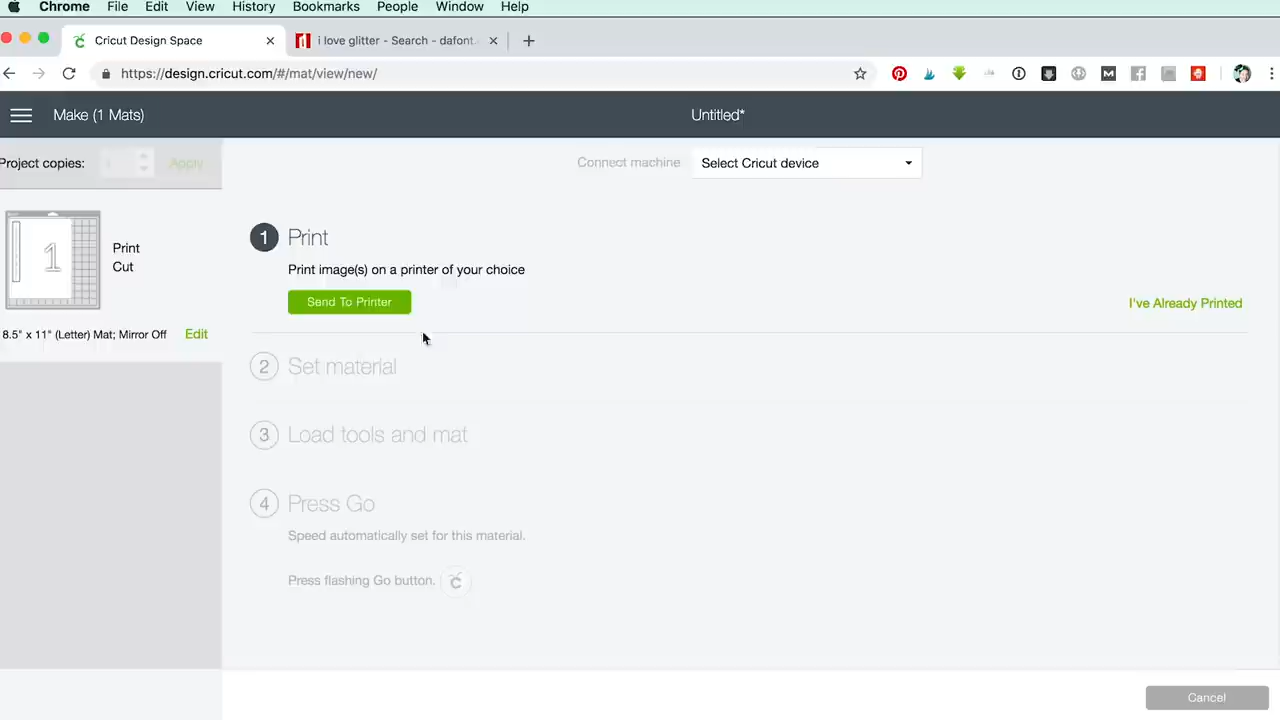 Chrome File Edit View History Bookmarks People Window Help
Cricut Design Space
i love glitter - Search - dafont.
https://design.cricut.com/#/mat/view/new/
Make (1 Mats)
Untitled*
Project copies:
Apply
Connect machine
Select Cricut device
1
Print
Cut
8.5" x 11" (Letter) Mat; Mirror Off
Edit
1 Print
Print image(s) on a printer of your choice
Send To Printer
I've Already Printed
2 Set material
3 Load tools and mat
4 Press Go
Speed automatically set for this material.
Press flashing Go button.
Cancel